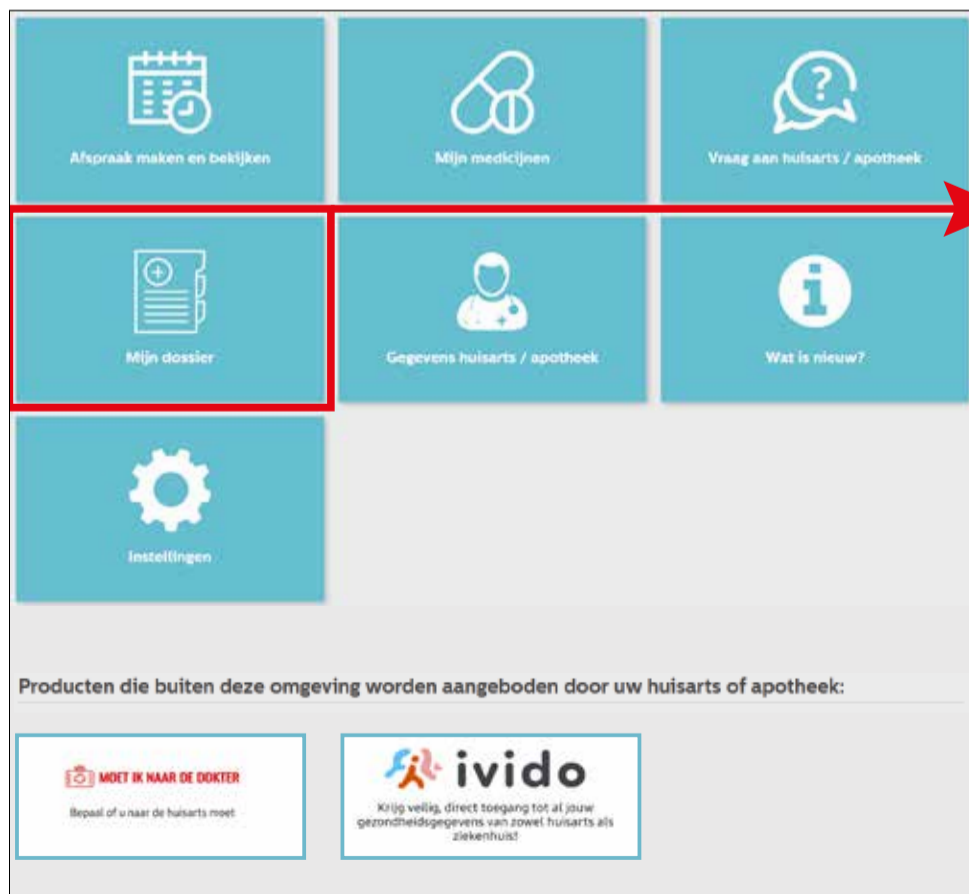 Afspraak maken en bekijken
Mijn medicijnen
Vraag aan huisarts / apotheek
Mijn dossier
Gegevens huisarts / apotheek
Wat is nieuw?
Instellingen
Producten die buiten deze omgeving worden aangeboden door uw huisarts of apotheek:
MOET IK NAAR DE DOKTER
Bepaal of u naar de huisarts moet
ivido
Krijg veilig, direct toegang tot al jouw
gezondheidsgegevens van zowel huisarts als
ziekenhuis!